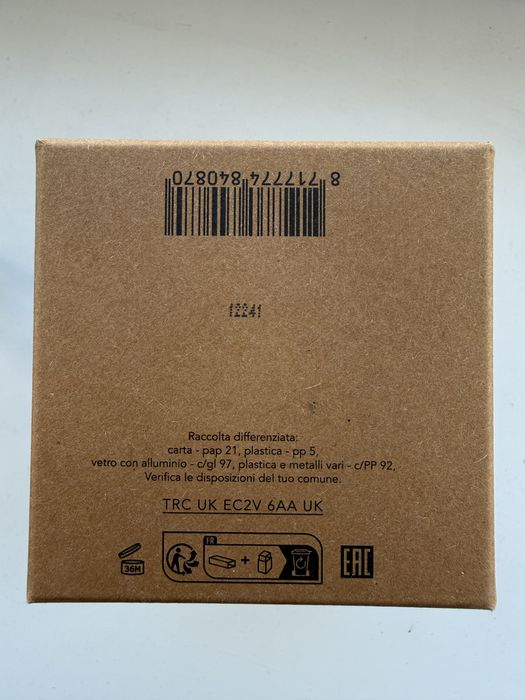 8 717774 840870
12241
Raccolta differenziata:
carta - pap 21, plastica - pp 5,
vetro con alluminio - c/gl 97, plastica e metalli vari - c/PP 92,
Verifica le disposizioni del tuo comune.
TRC UK EC2V 6AA UK
36M
FR
+
EAC